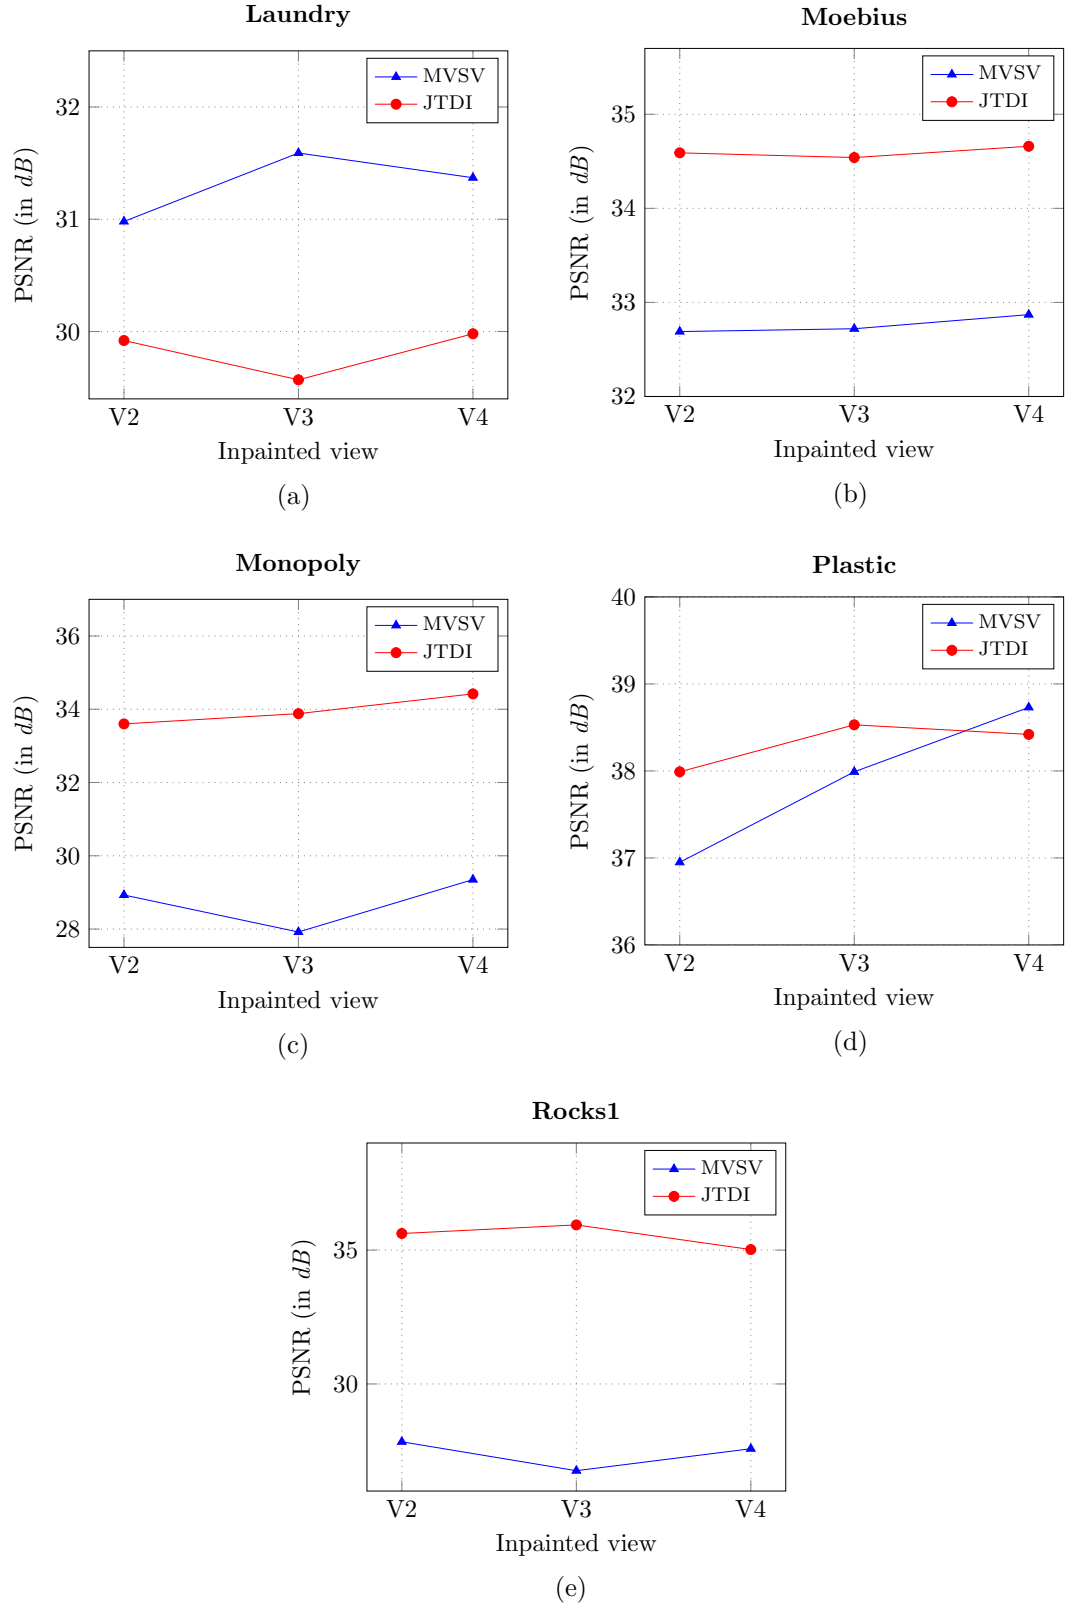 Laundry
MVSV
JTDI
32
31
30
PSNR (in dB)
V2 V3 V4
Inpainted view
(a)
Moebius
MVSV
JTDI
35
34
33
32
PSNR (in dB)
V2 V3 V4
Inpainted view
(b)
Monopoly
MVSV
JTDI
36
34
32
30
28
PSNR (in dB)
V2 V3 V4
Inpainted view
(c)
Plastic
MVSV
JTDI
40
39
38
37
36
PSNR (in dB)
V2 V3 V4
Inpainted view
(d)
Rocks1
MVSV
JTDI
35
30
PSNR (in dB)
V2 V3 V4
Inpainted view
(e)